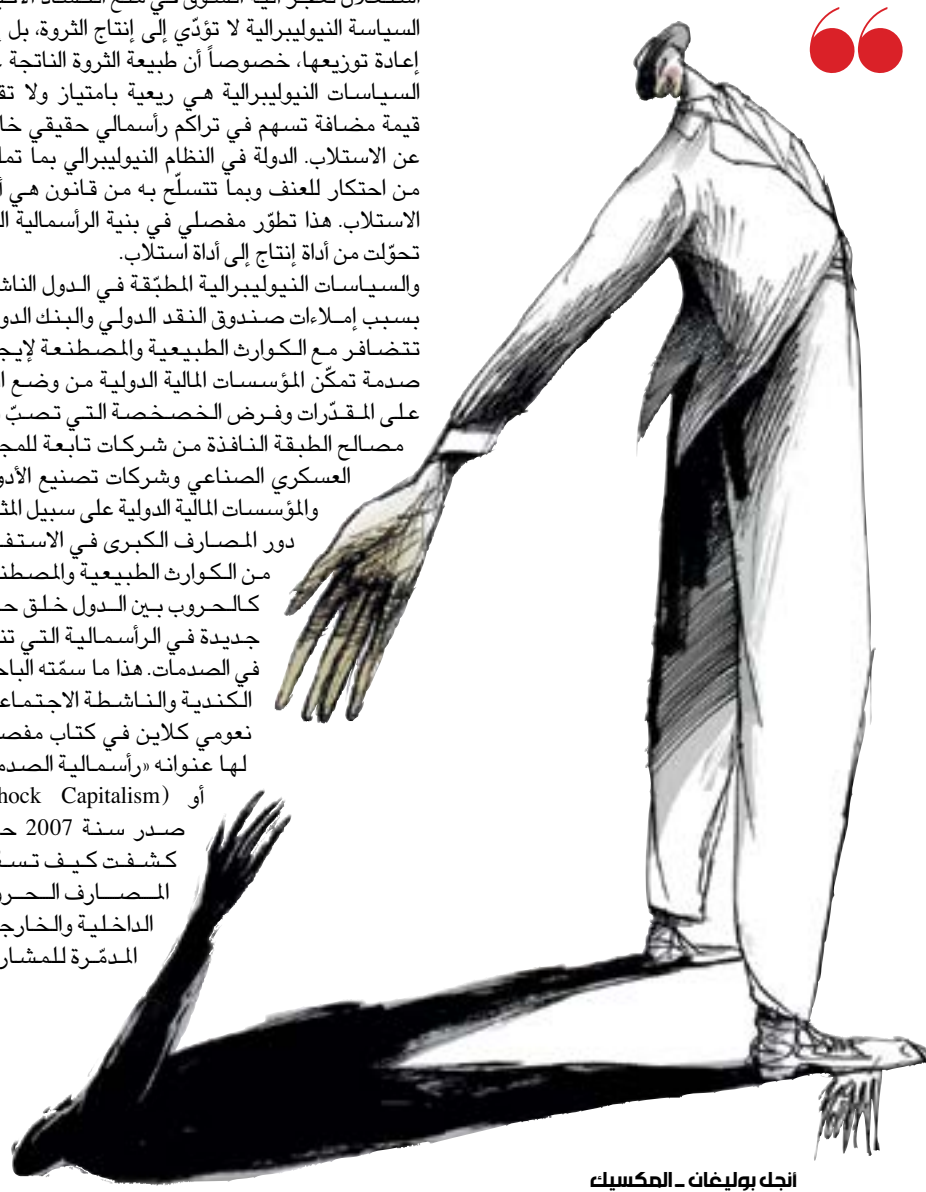 السياسة النيوليبرالية لا تؤدّي إلى إنتاج الثروة، بل
إعادة توزيعها، خصوصاً أن طبيعة الثروة الناتجة
السياسات النيوليبرالية هي ريعية بامتياز ولا
قيمة مضافة تسهم في تراكم رأسمالي حقيقي
عن الاستلاب. الدولة في النظام النيوليبرالي بما
من احتكار للعنف وبما تتسلّح به من قانون هي
الاستلاب. هذا تطوّر مفصلي في بنية الرأسمالية
تحوّلت من أداة إنتاج إلى أداة استلاب.
والسياسات النيوليبرالية المطبّقة في الدول
بسبب إملاءات صندوق النقد الدولي والبنك
تتضافر مع الكوارث الطبيعية والمصطنعة
صدمة تمكّن المؤسسات المالية الدولية من وضع
على المقدّرات وفرض الخصخصة التي تصبّ
مصالح الطبقة النافذة من شركات تابعة
العسكري الصناعي وشركات تصنيع
والمؤسسات المالية الدولية على سبيل
دور المصارف الكبرى في
من الكوارث الطبيعية
كالحروب بين الدول خلق
جديدة في الرأسمالية التي
في الصدمات. هذا ما سمّته
الكندية والناشطة
نعومي كلاين في كتاب
لها عنوانه «رأسمالية
أو (hock Capitalism
صدر سنة 2007
كشفت كيف
المصارف
الداخلية
المدمّرة
أنجل بوليغان – المكسيك